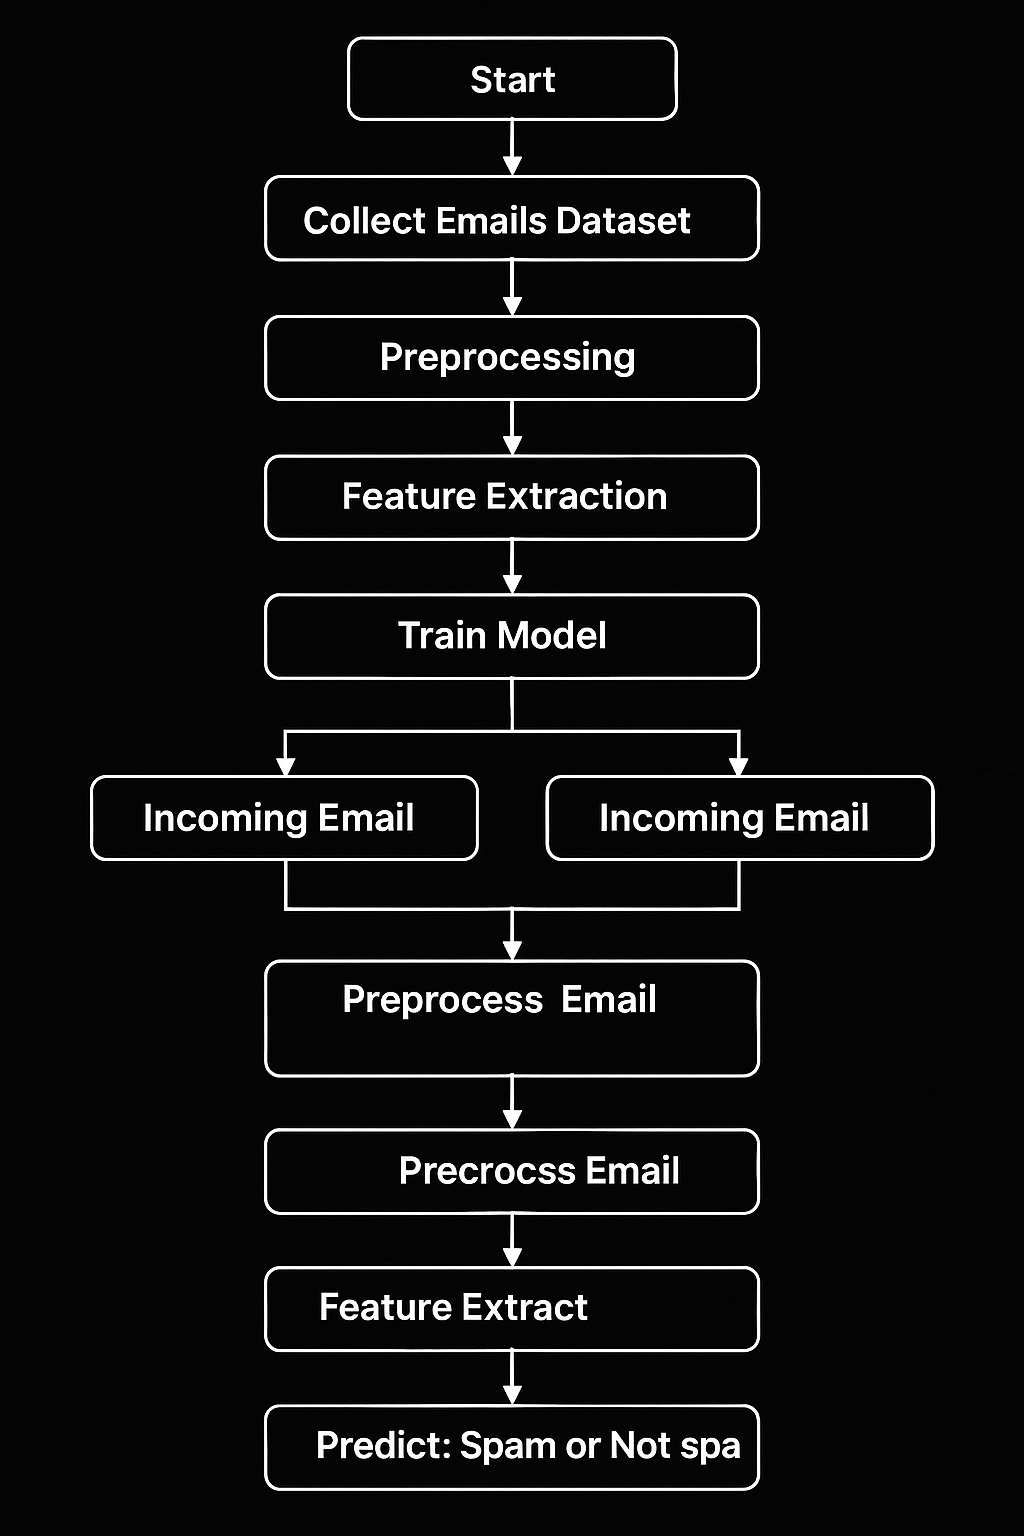 Start
Collect Emails Dataset
Preprocessing
Feature Extraction
Train Model
Incoming Email
Incoming Email
Preprocess Email
Precrocss Email
Feature Extract
Predict: Spam or Not spa